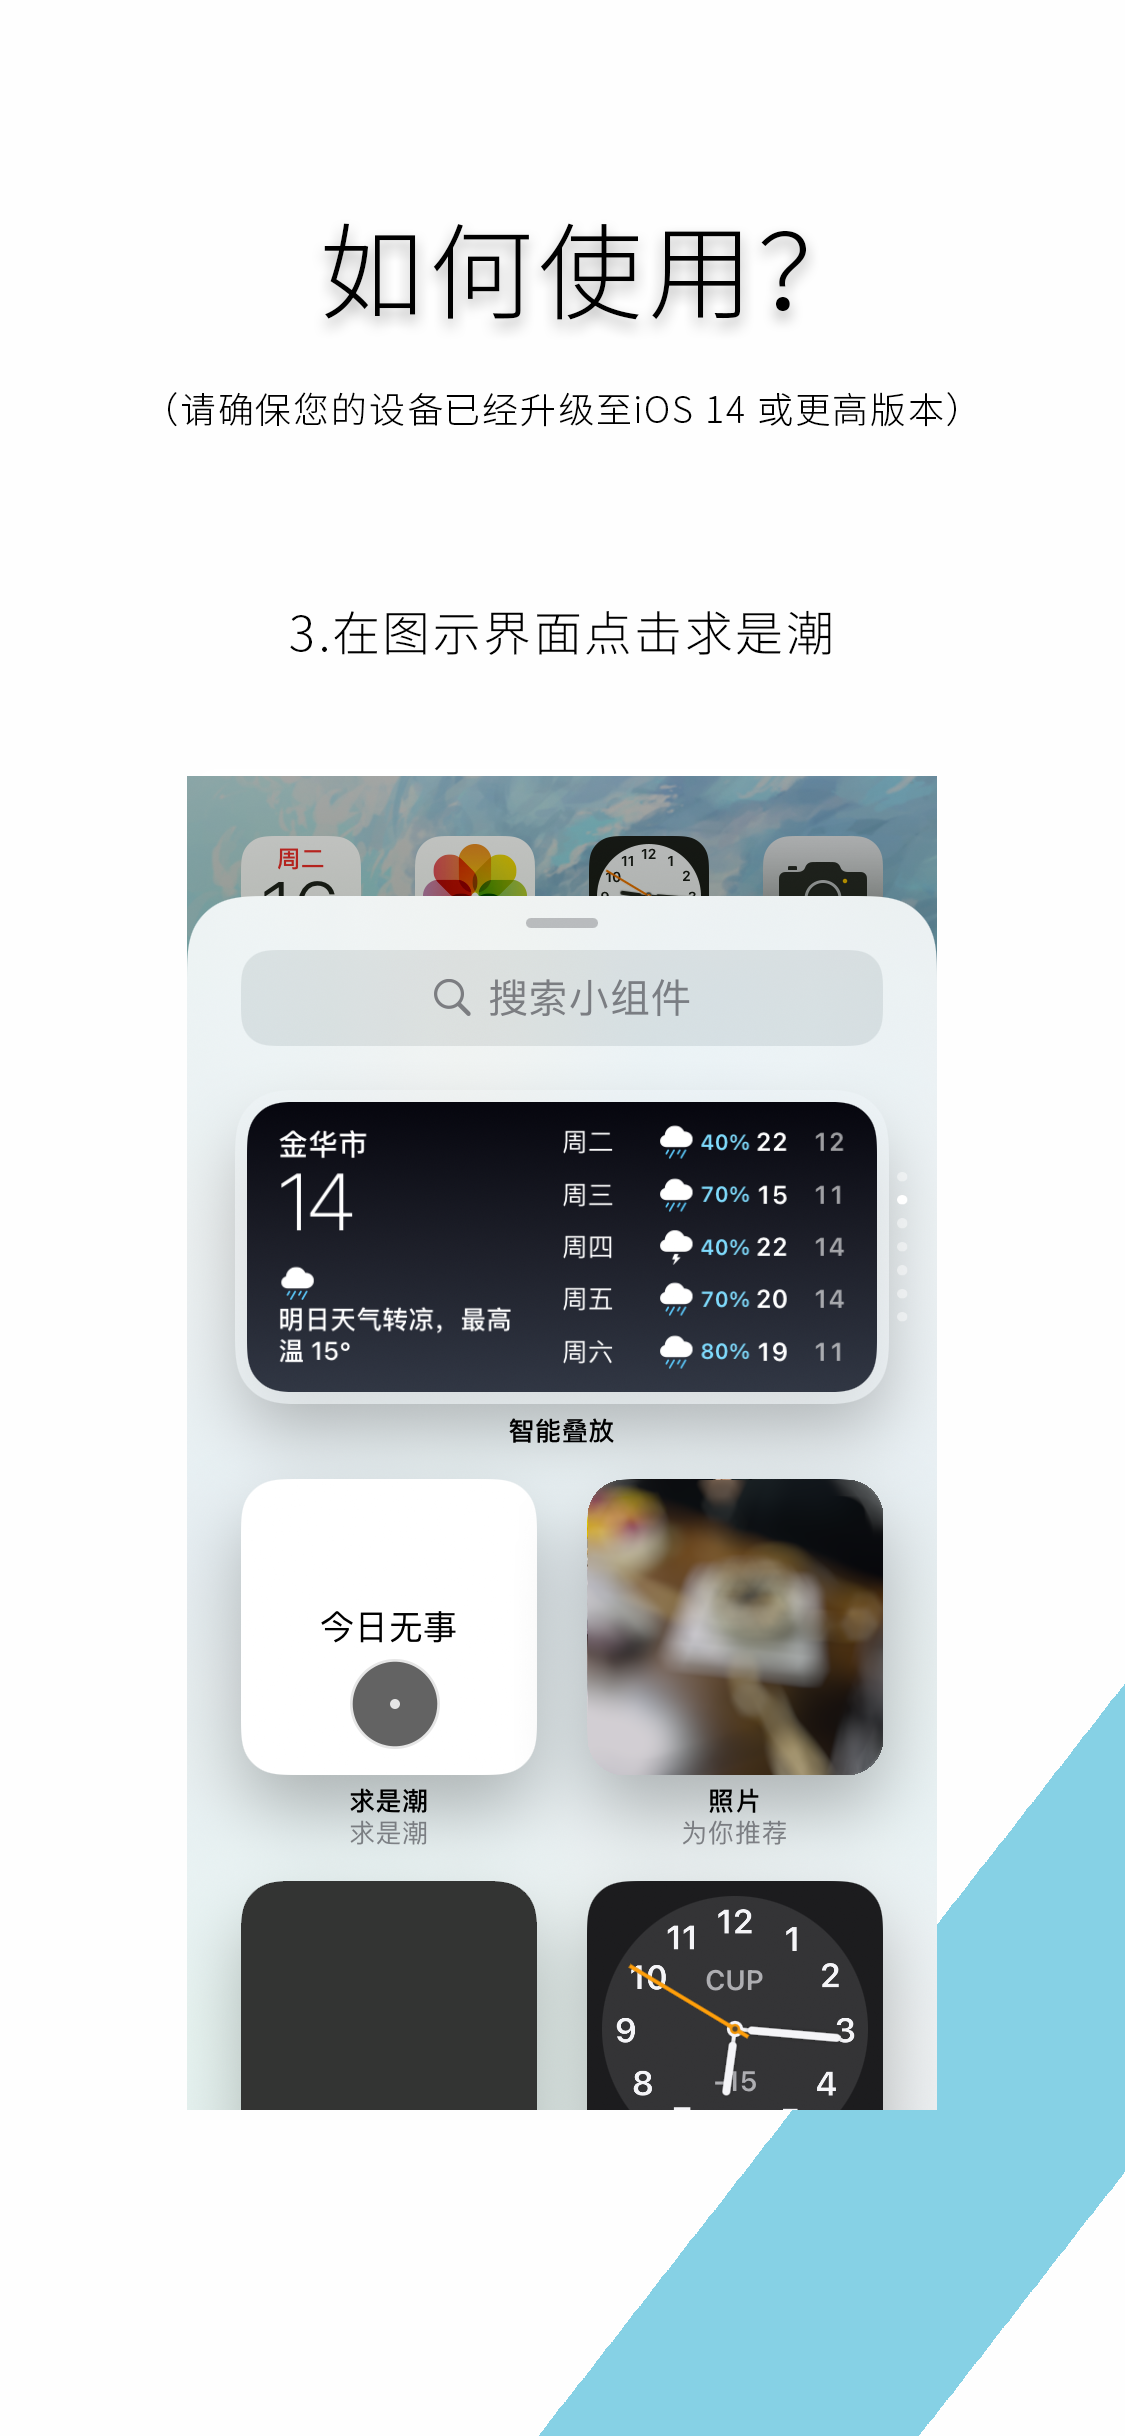 如何使用?
（请确保您的设备已经升级至iOS 14 或更高版本）
3.在图示界面点击求是潮
周二
11 12 1
10 2
搜索小组件
金华市
14
明日天气转凉，最高
温 15°
周二 40% 22 12
周三 70% 15 11
周四 40% 22 14
周五 70% 20 14
周六 80% 19 11
智能叠放
今日无事
求是潮
求是潮
照片
为你推荐
11 12 1
10 CUP 2
9 3
8 -15 4